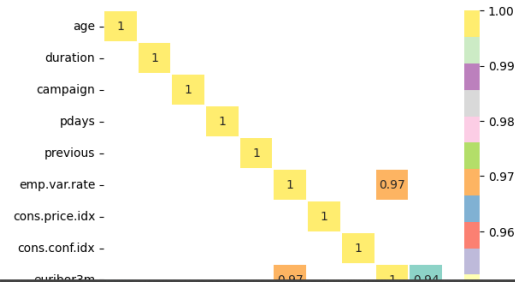 1.00
age 1
duration 1
0.99
campaign 1
pdays 1
0.98
previous 1
emp.var.rate 1 0.97
0.97
cons.price.idx 1
0.96
cons.conf.idx 1
euribor3m 0.97 1 0.94